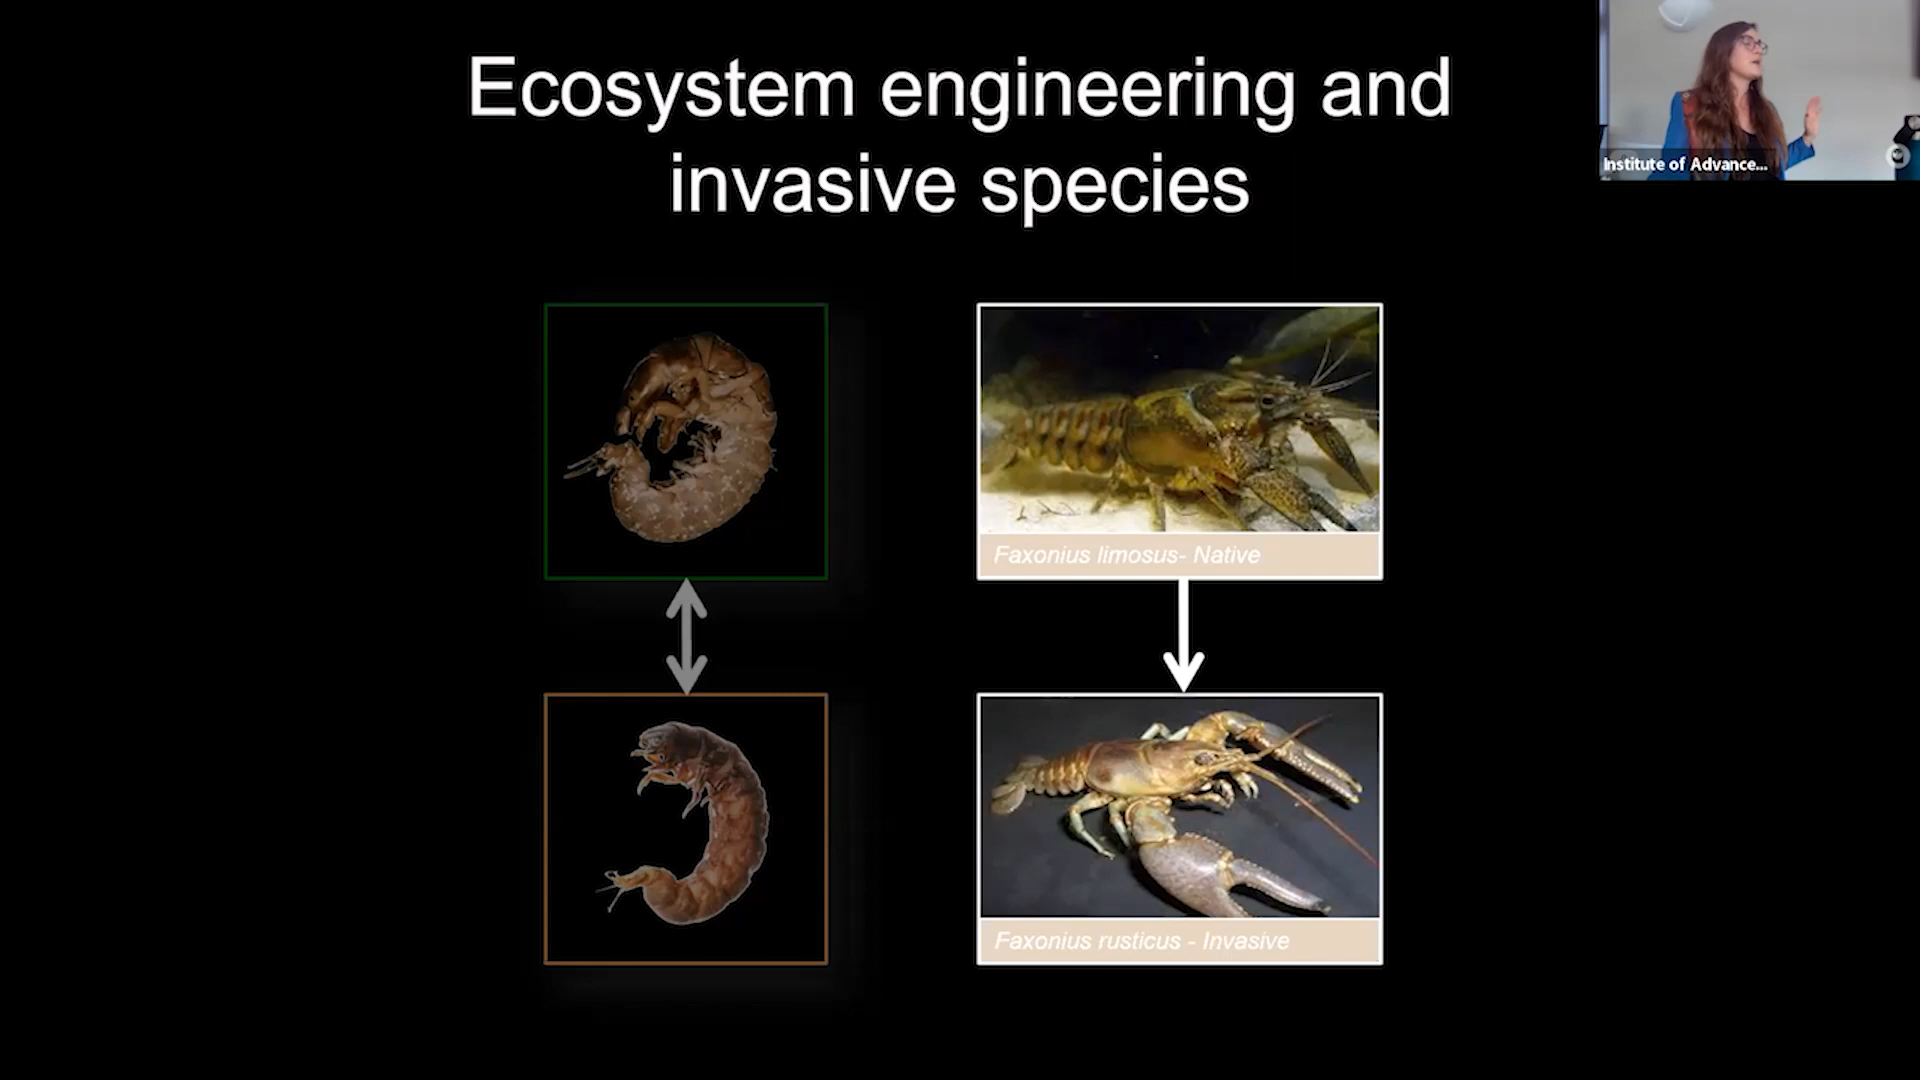 Ecosystem engineering and
invasive species
Institute of Advance...
Faxonius limosus- Native
Faxonius rusticus - Invasive